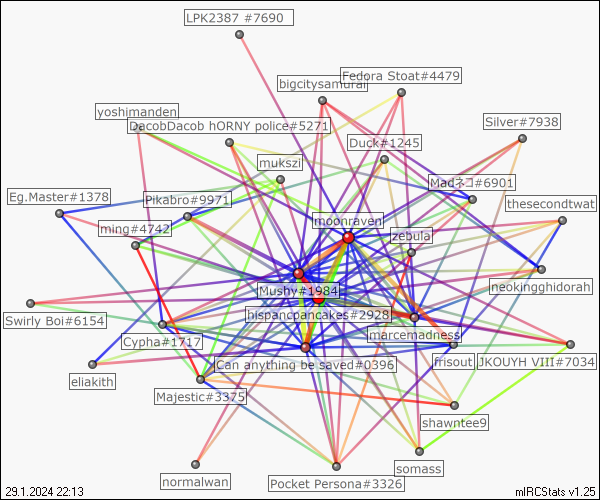 LPK2387 #7690
Fedora Stoat#4479
bigcitysamurai
yoshimanden
DacobDacob hORNY police#5271
Silver#7938
Duck#1245
mukszi
Madネコ#6901
Eg.Master#1378
Pikabro#9971
thesecondtwat
moonraven
ming#4742
zebula
neokingghidorah
Mushy#1984
hispancpancakes#2928
Swirly Boi#6154
marcemadness
Cypha#1717
Can anything be saved#0396
frisout
JKOUYH VIII#7034
eliakith
Majestic#3375
shawntee9
somass
normalwan
Pocket Persona#3326
29.1.2024 22:13
mIRCStats v1.25